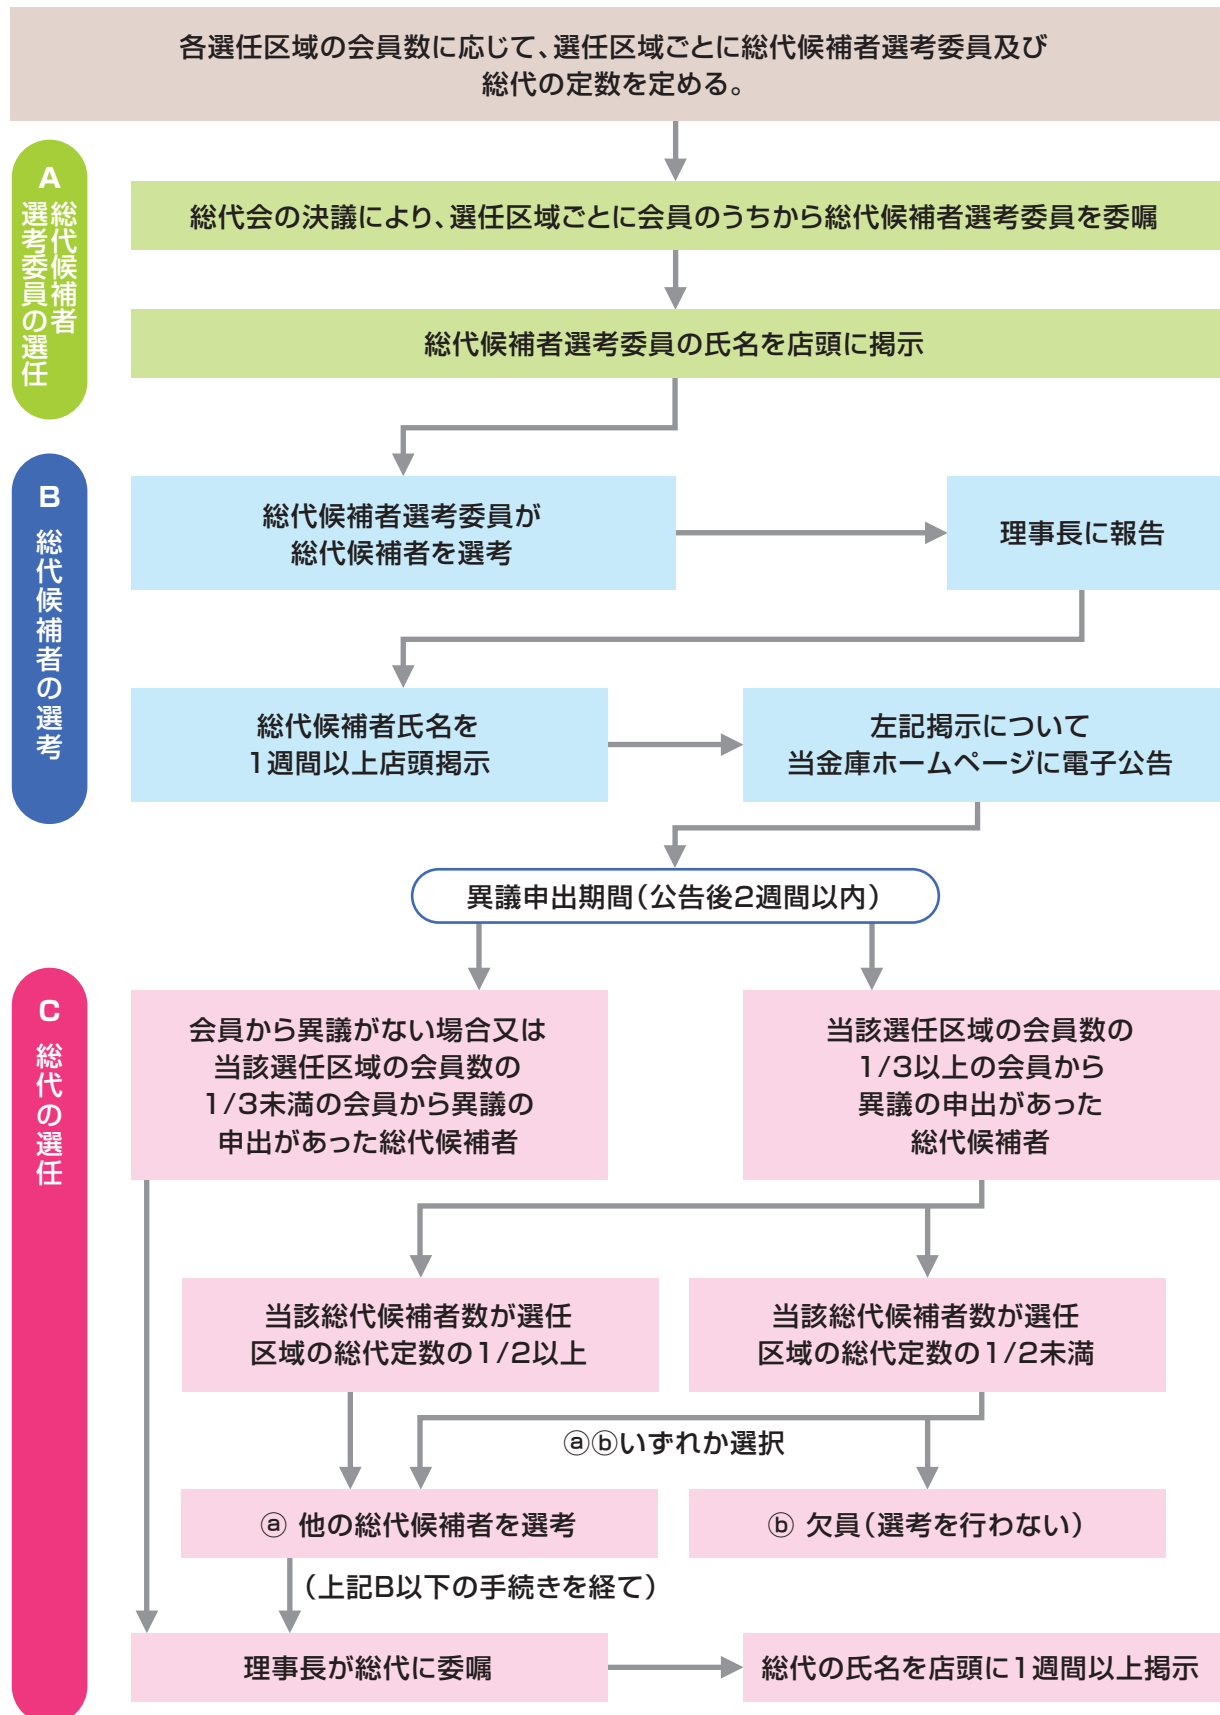 各選任区域の会員数に応じて、選任区域ごとに総代候補者選考委員及び
総代の定数を定める。
A
総代候補者
選考委員の選任
総代会の決議により、選任区域ごとに会員のうちから総代候補者選考委員を委嘱
総代候補者選考委員の氏名を店頭に掲示
B
総代候補者の選考
総代候補者選考委員が
総代候補者を選考
理事長に報告
総代候補者氏名を
1週間以上店頭掲示
左記掲示について
当金庫ホームページに電子公告
異議申出期間(公告後2週間以内)
C
総代の選任
会員から異議がない場合又は
当該選任区域の会員数の
1/3未満の会員から異議の
申出があった総代候補者
当該選任区域の会員数の
1/3以上の会員から
異議の申出があった
総代候補者
当該総代候補者数が選任
区域の総代定数の1/2以上
当該総代候補者数が選任
区域の総代定数の1/2未満
ⓐⓑいずれか選択
ⓐ 他の総代候補者を選考
ⓑ 欠員(選考を行わない)
(上記B以下の手続きを経て)
理事長が総代に委嘱
総代の氏名を店頭に1週間以上掲示